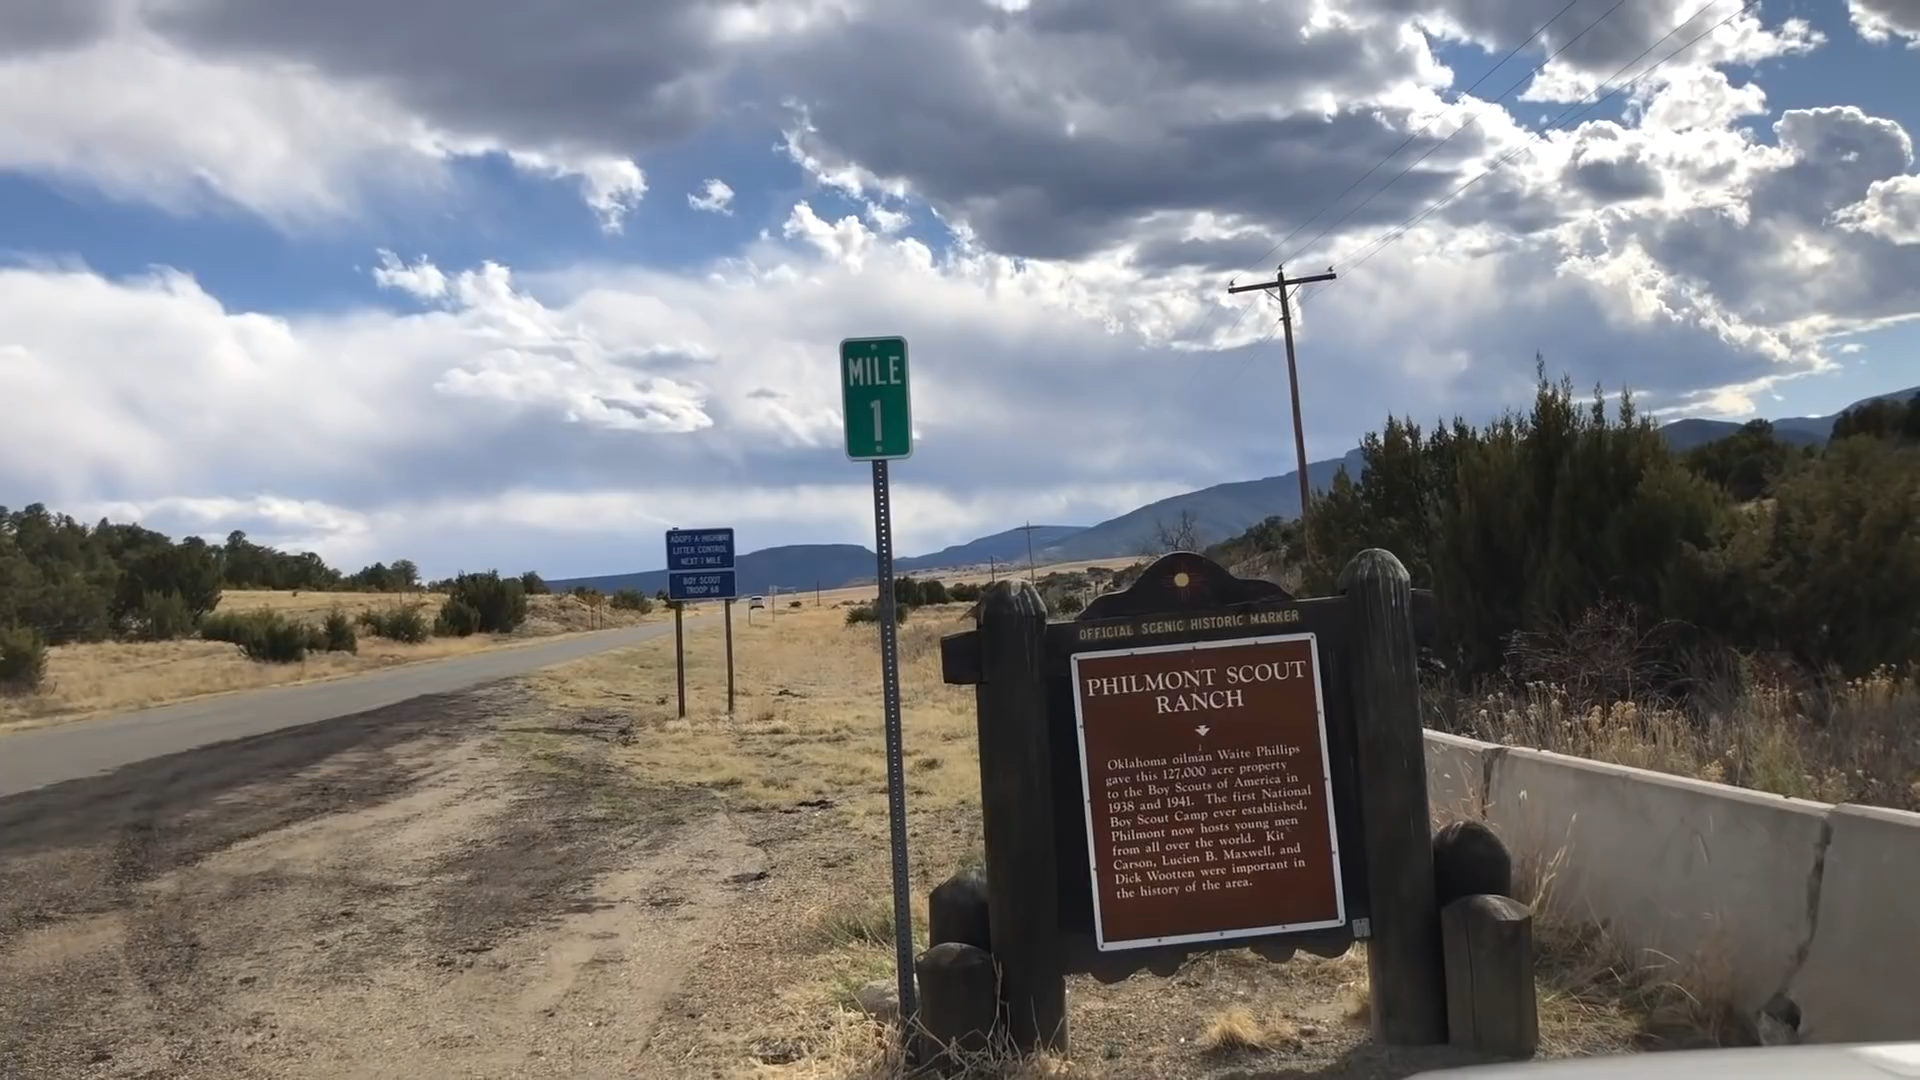 MILE
1
ADOPT-A-HIGHWAY
LITTER CONTROL
NEXT 1 MILE
BOY SCOUT
TROOP 68
OFFICIAL SCENIC HISTORIC MARKER
PHILMONT SCOUT
RANCH
Oklahoma oilman Waite Phillips
gave this 127,000 acre property
to the Boy Scouts of America in
1938 and 1941. The first National
Boy Scout Camp ever established,
Philmont now hosts young men
from all over the world. Kit
Carson, Lucien B. Maxwell, and
Dick Wootten were important in
the history of the area.